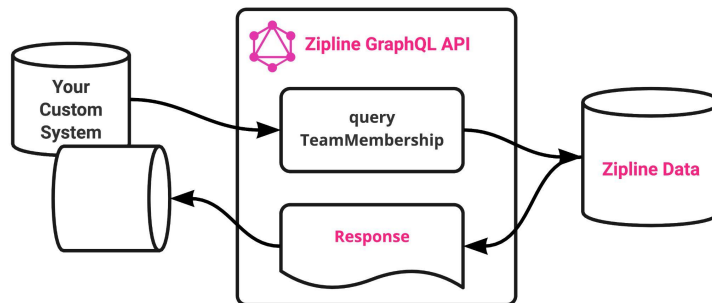 Zipline GraphQL API
Your
Custom
System
query
TeamMembership
Zipline Data
Response